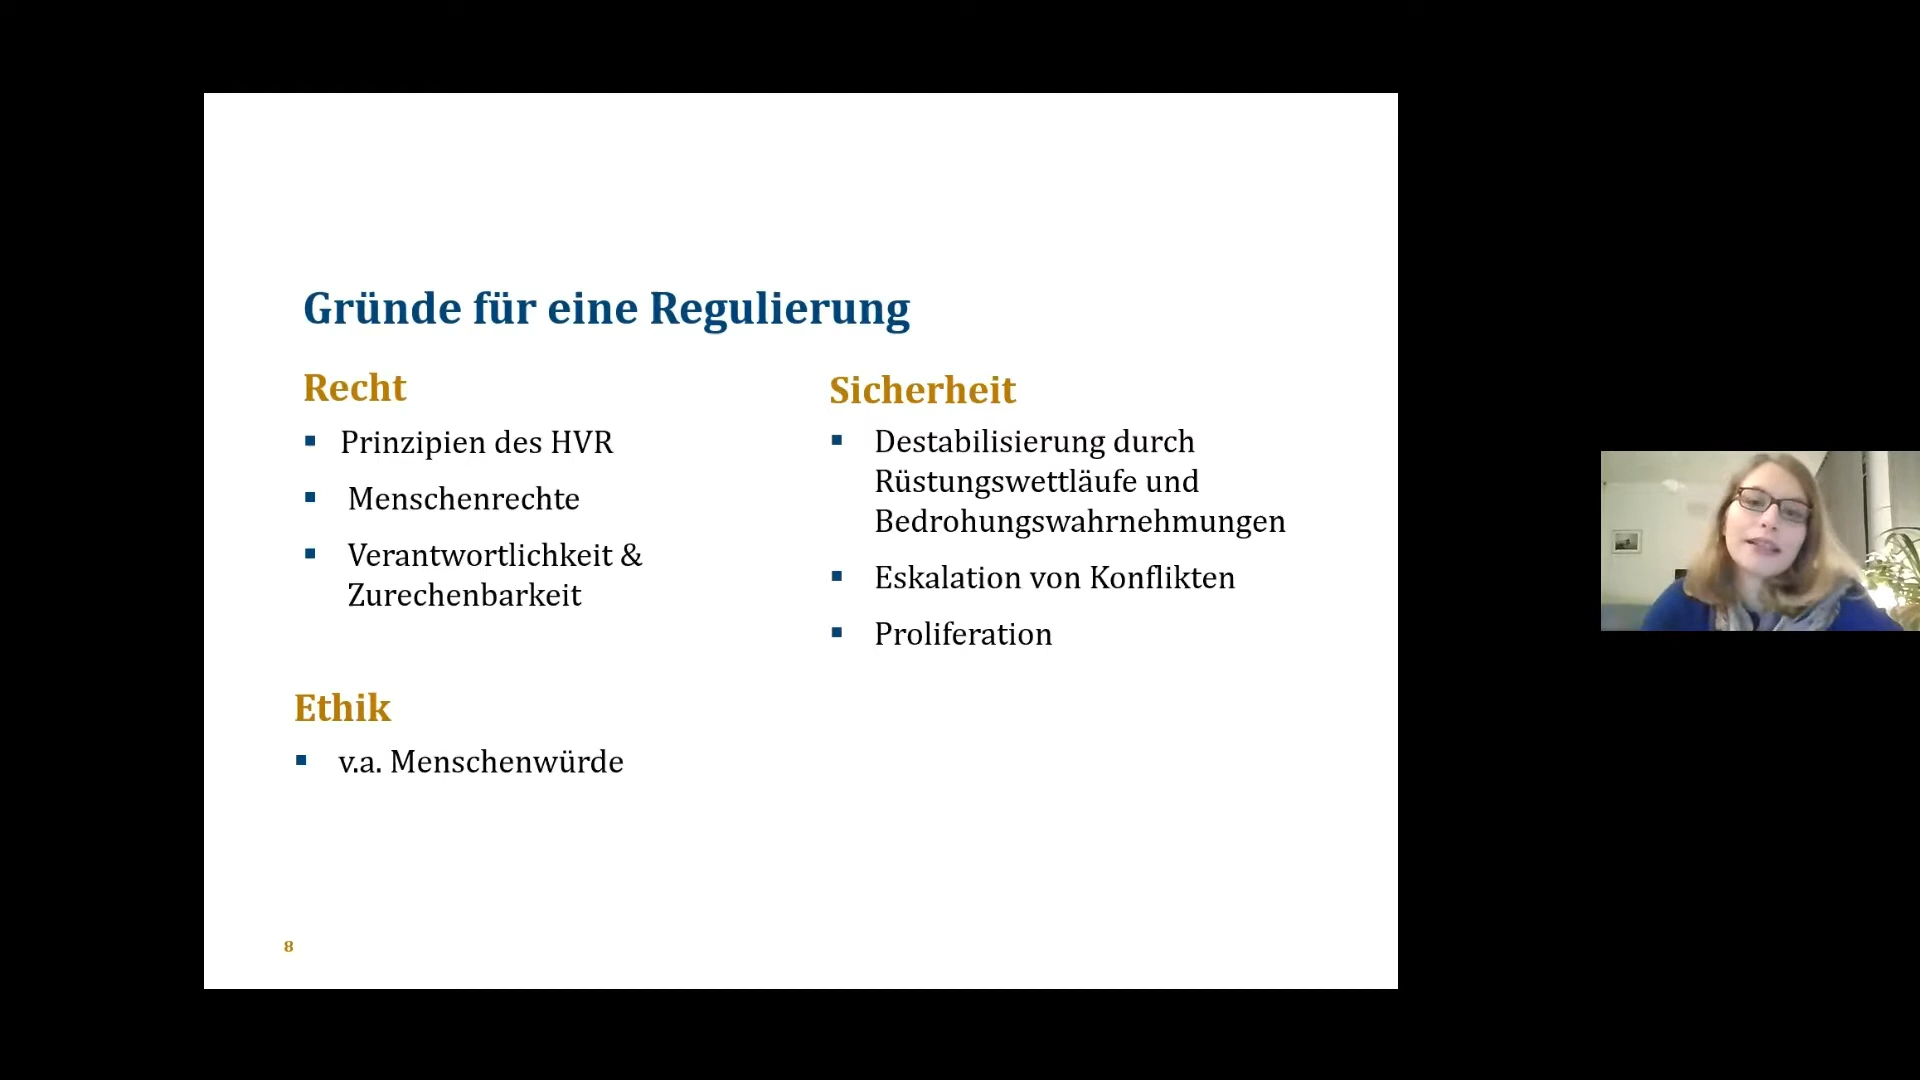 Gründe für eine Regulierung
Recht
▪ Prinzipien des HVR
▪ Menschenrechte
▪ Verantwortlichkeit &
Zurechenbarkeit
Ethik
▪ v.a. Menschenwürde
Sicherheit
▪ Destabilisierung durch
Rüstungswettläufe und
Bedrohungswahrnehmungen
▪ Eskalation von Konflikten
▪ Proliferation
8